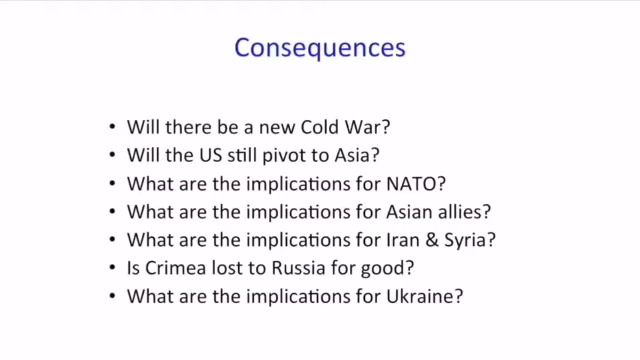 Consequences
• Will there be a new Cold War?
• Will the US still pivot to Asia?
• What are the implications for NATO?
• What are the implications for Asian allies?
• What are the implications for Iran & Syria?
• Is Crimea lost to Russia for good?
• What are the implications for Ukraine?